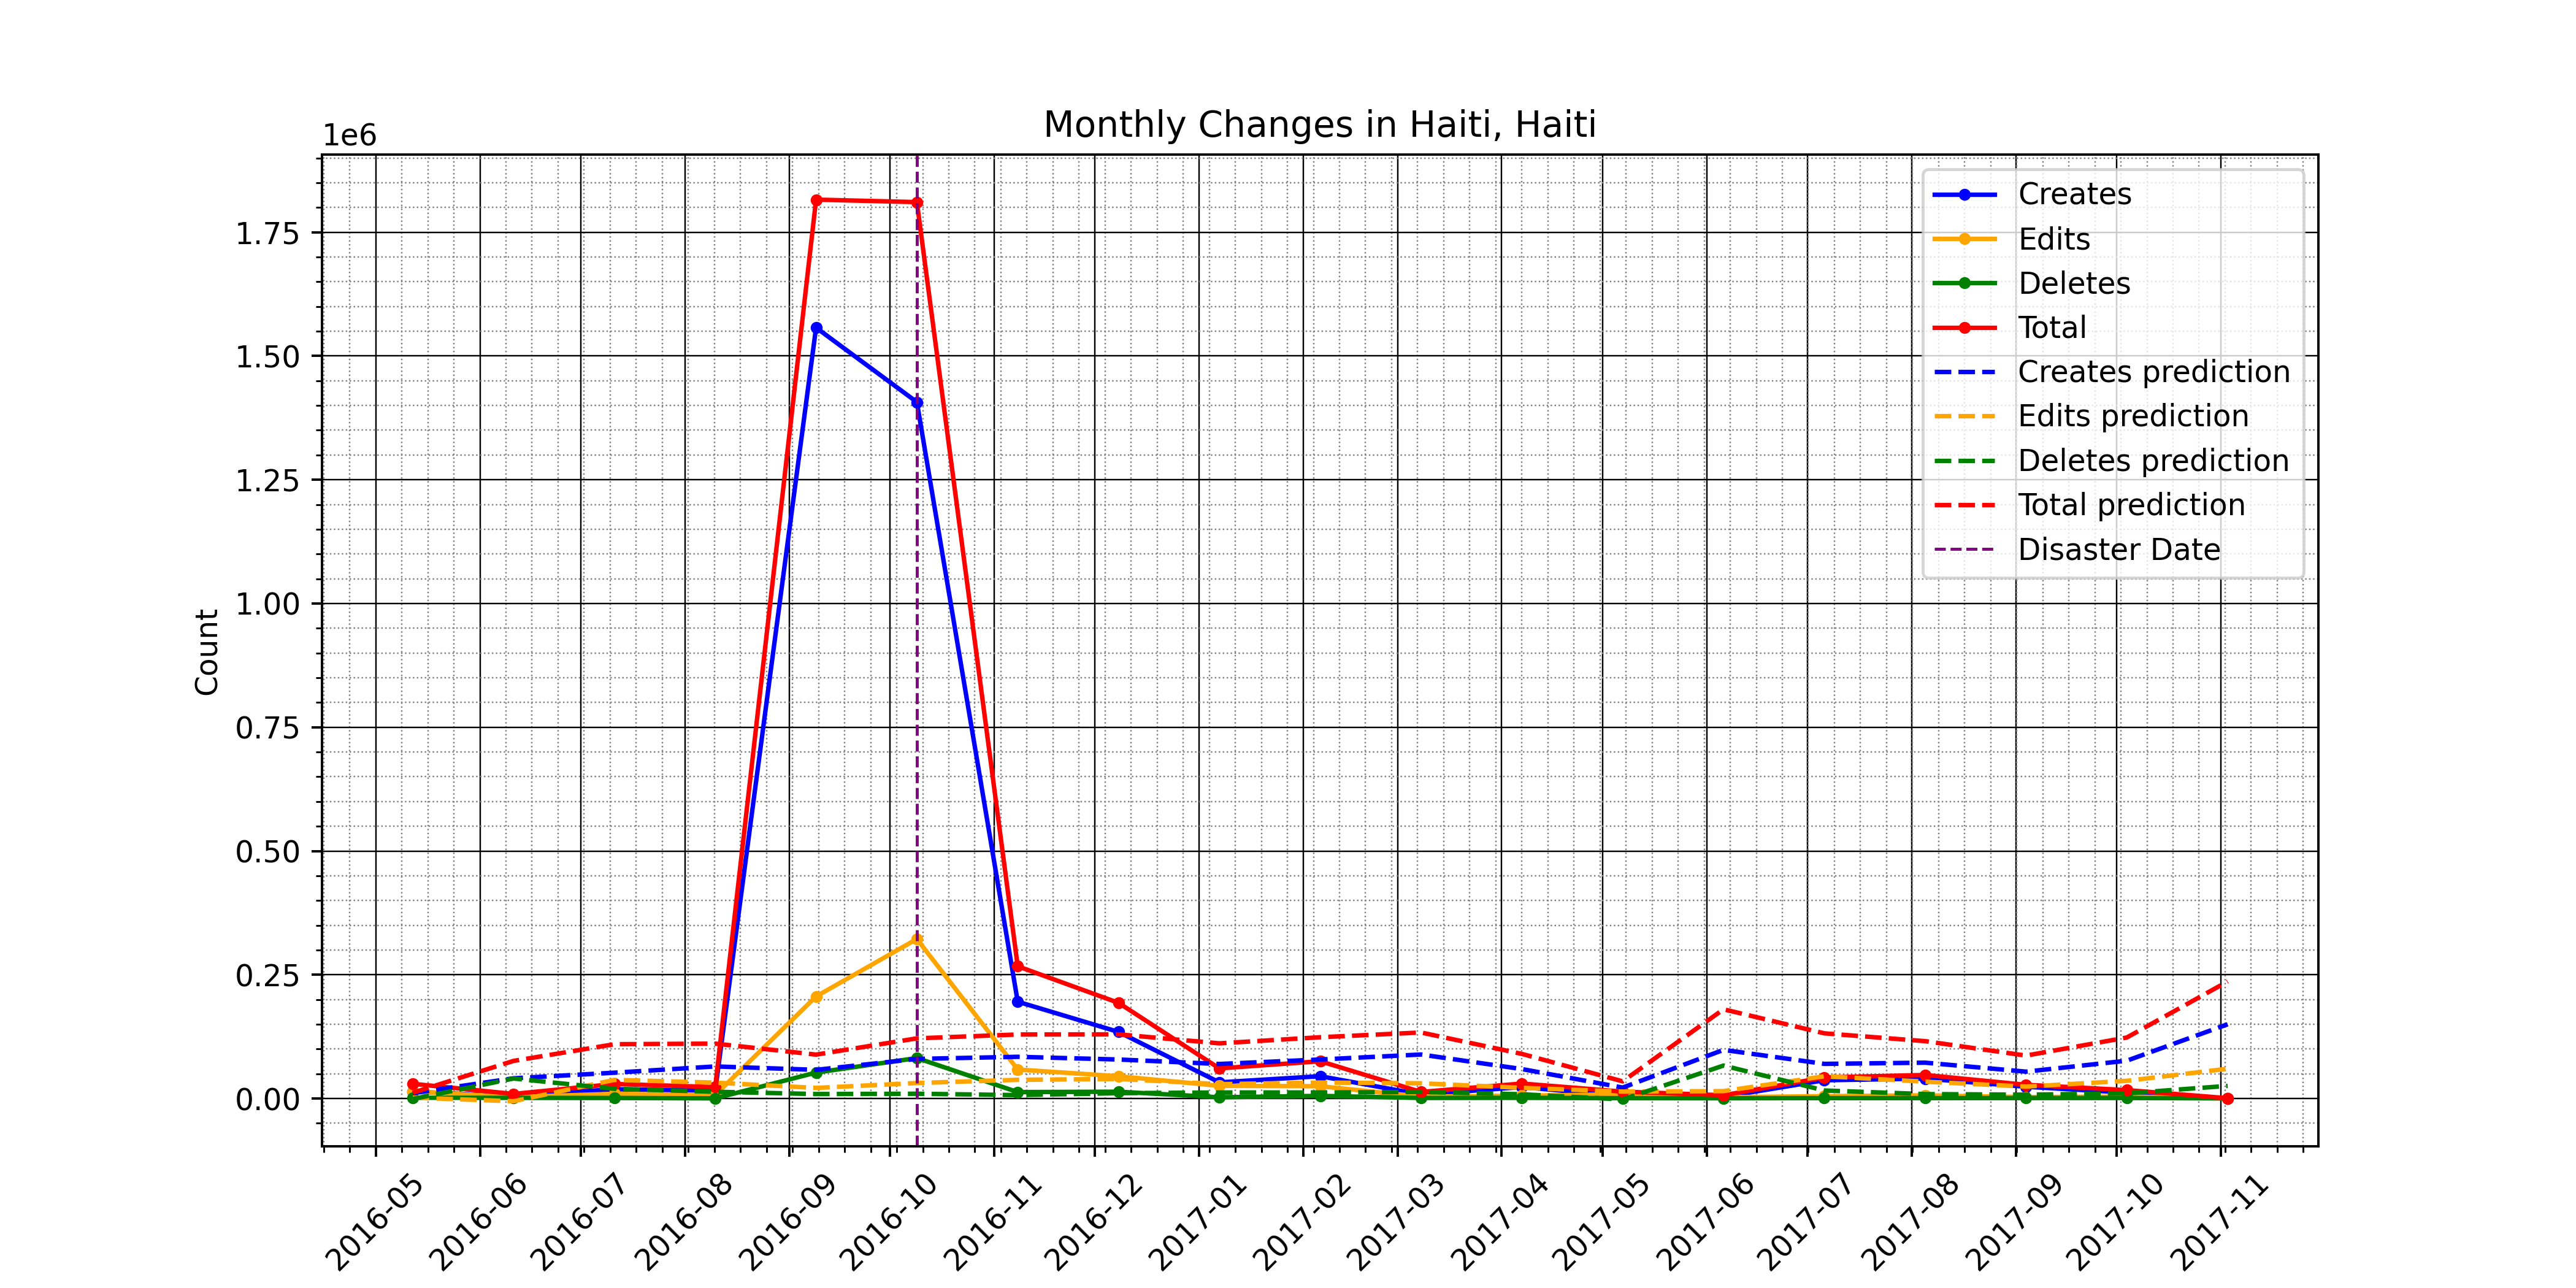 Monthly Changes in Haiti, Haiti
1e6
1.75
1.50
1.25
1.00
0.75
0.50
0.25
0.00
Count
Creates
Edits
Deletes
Total
Creates prediction
Edits prediction
Deletes prediction
Total prediction
Disaster Date
2016-05
2016-06
2016-07
2016-08
2016-09
2016-10
2016-11
2016-12
2017-01
2017-02
2017-03
2017-04
2017-05
2017-06
2017-07
2017-08
2017-09
2017-10
2017-11